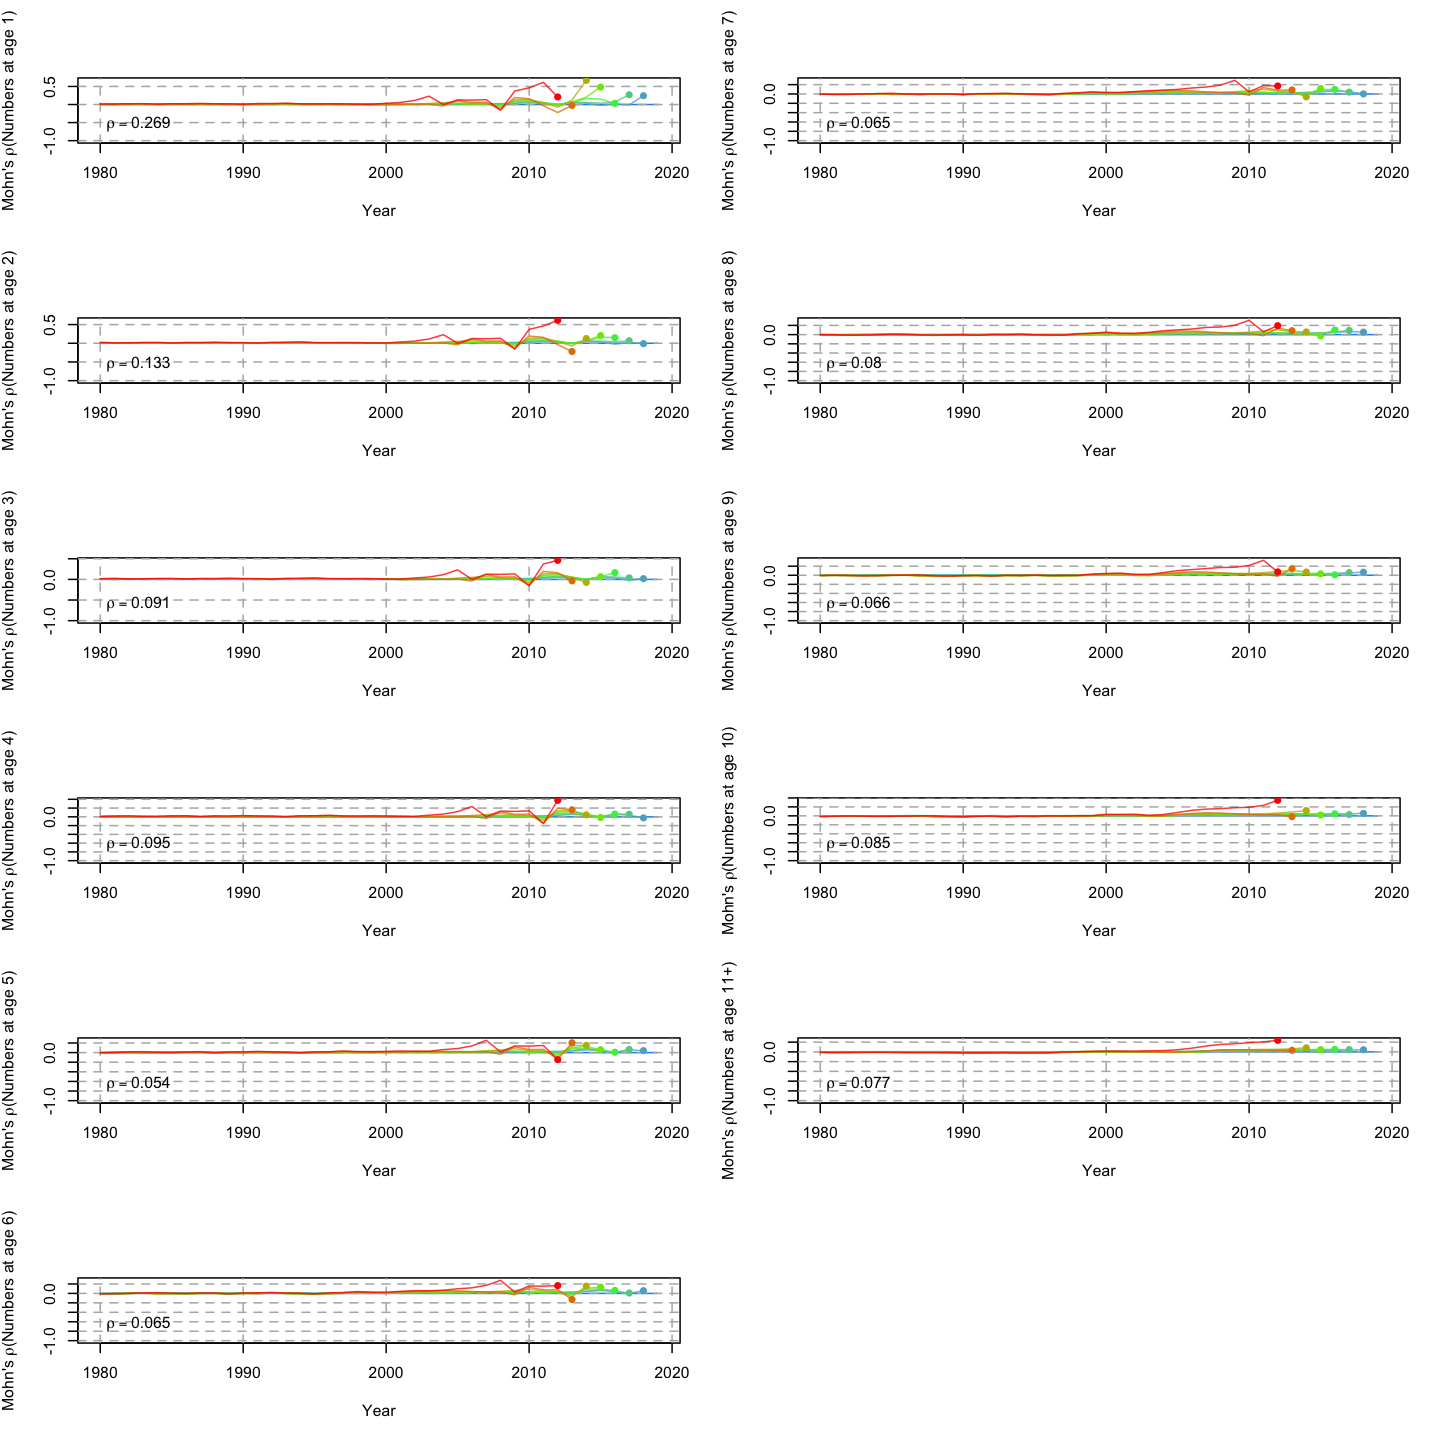 Mohn's ρ(Numbers at age 1)
0.5
-1.0
ρ = 0.269
1980 1990 2000 2010 2020
Year
Mohn's ρ(Numbers at age 2)
0.5
-1.0
ρ = 0.133
1980 1990 2000 2010 2020
Year
Mohn's ρ(Numbers at age 3)
0.0
-1.0
ρ = 0.091
1980 1990 2000 2010 2020
Year
Mohn's ρ(Numbers at age 4)
0.0
-1.0
ρ = 0.095
1980 1990 2000 2010 2020
Year
Mohn's ρ(Numbers at age 5)
0.0
-1.0
ρ = 0.054
1980 1990 2000 2010 2020
Year
Mohn's ρ(Numbers at age 6)
0.0
-1.0
ρ = 0.065
1980 1990 2000 2010 2020
Year
Mohn's ρ(Numbers at age 7)
0.0
-1.0
ρ = 0.065
1980 1990 2000 2010 2020
Year
Mohn's ρ(Numbers at age 8)
0.0
-1.0
ρ = 0.08
1980 1990 2000 2010 2020
Year
Mohn's ρ(Numbers at age 9)
0.0
-1.0
ρ = 0.066
1980 1990 2000 2010 2020
Year
Mohn's ρ(Numbers at age 10)
0.0
-1.0
ρ = 0.085
1980 1990 2000 2010 2020
Year
Mohn's ρ(Numbers at age 11+)
0.0
-1.0
ρ = 0.077
1980 1990 2000 2010 2020
Year